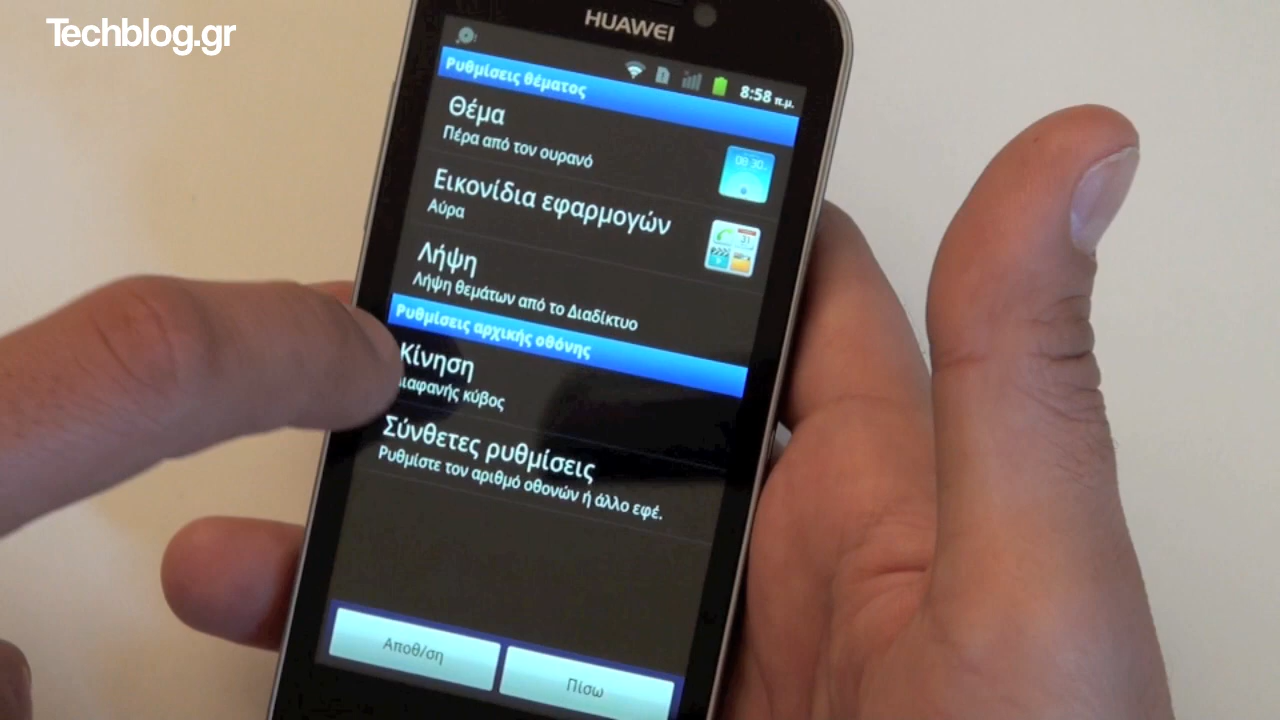 Techblog.gr
HUAWEI
8:58 π.μ.
Ρυθμίσεις θέματος
Θέμα
Πέρα από τον ουρανό
Εικονίδια εφαρμογών
Αύρα
Λήψη
Λήψη θεμάτων από το Διαδίκτυο
Ρυθμίσεις αρχικής οθόνης
Κίνηση
ιαφανής κύβος
Σύνθετες ρυθμίσεις
Ρυθμίστε τον αριθμό οθονών ή άλλο εφέ.
Αποθ/ση
Πίσω